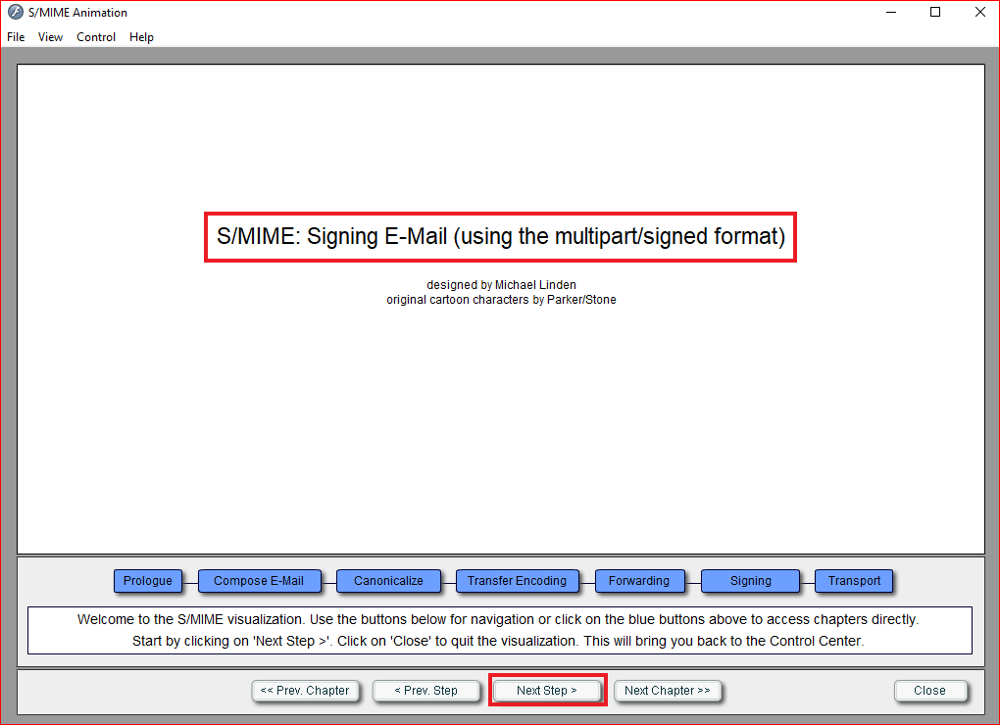 S/MIME Animation
File View Control Help
S/MIME: Signing E-Mail (using the multipart/signed format)
designed by Michael Linden
original cartoon characters by Parker/Stone
Prologue Compose E-Mail Canonicalize Transfer Encoding Forwarding Signing Transport
Welcome to the S/MIME visualization. Use the buttons below for navigation or click on the blue buttons above to access chapters directly.
Start by clicking on 'Next Step >'. Click on 'Close' to quit the visualization. This will bring you back to the Control Center.
<< Prev. Chapter < Prev. Step Next Step > Next Chapter >> Close